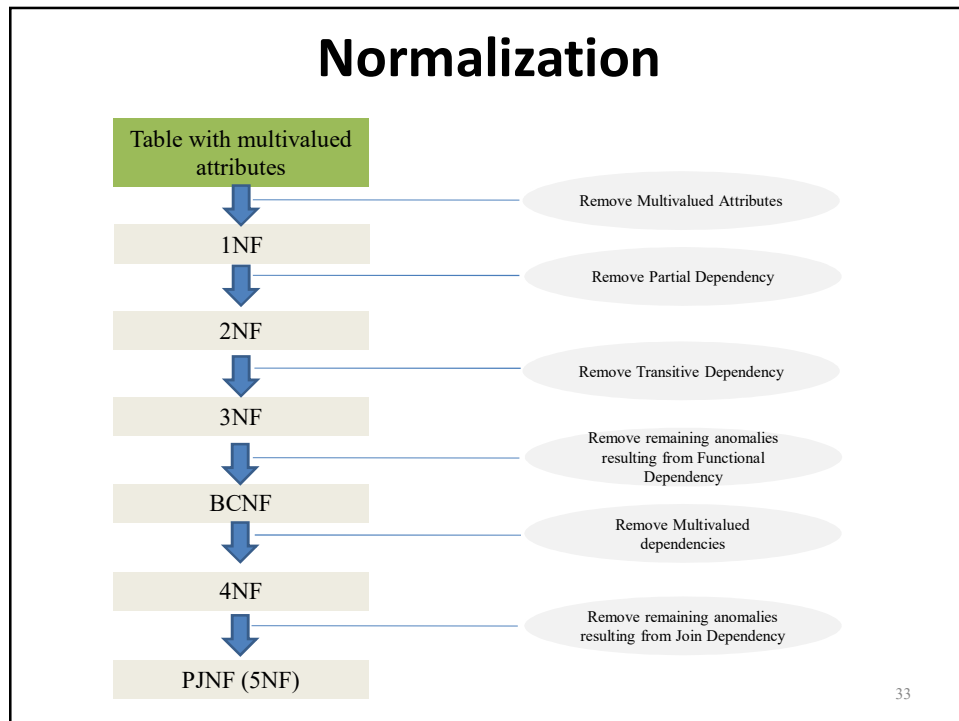 Normalization
Table with multivalued
attributes
Remove Multivalued Attributes
1NF
Remove Partial Dependency
2NF
Remove Transitive Dependency
3NF
Remove remaining anomalies
resulting from Functional
Dependency
BCNF
Remove Multivalued
dependencies
4NF
Remove remaining anomalies
resulting from Join Dependency
PJNF (5NF)
33